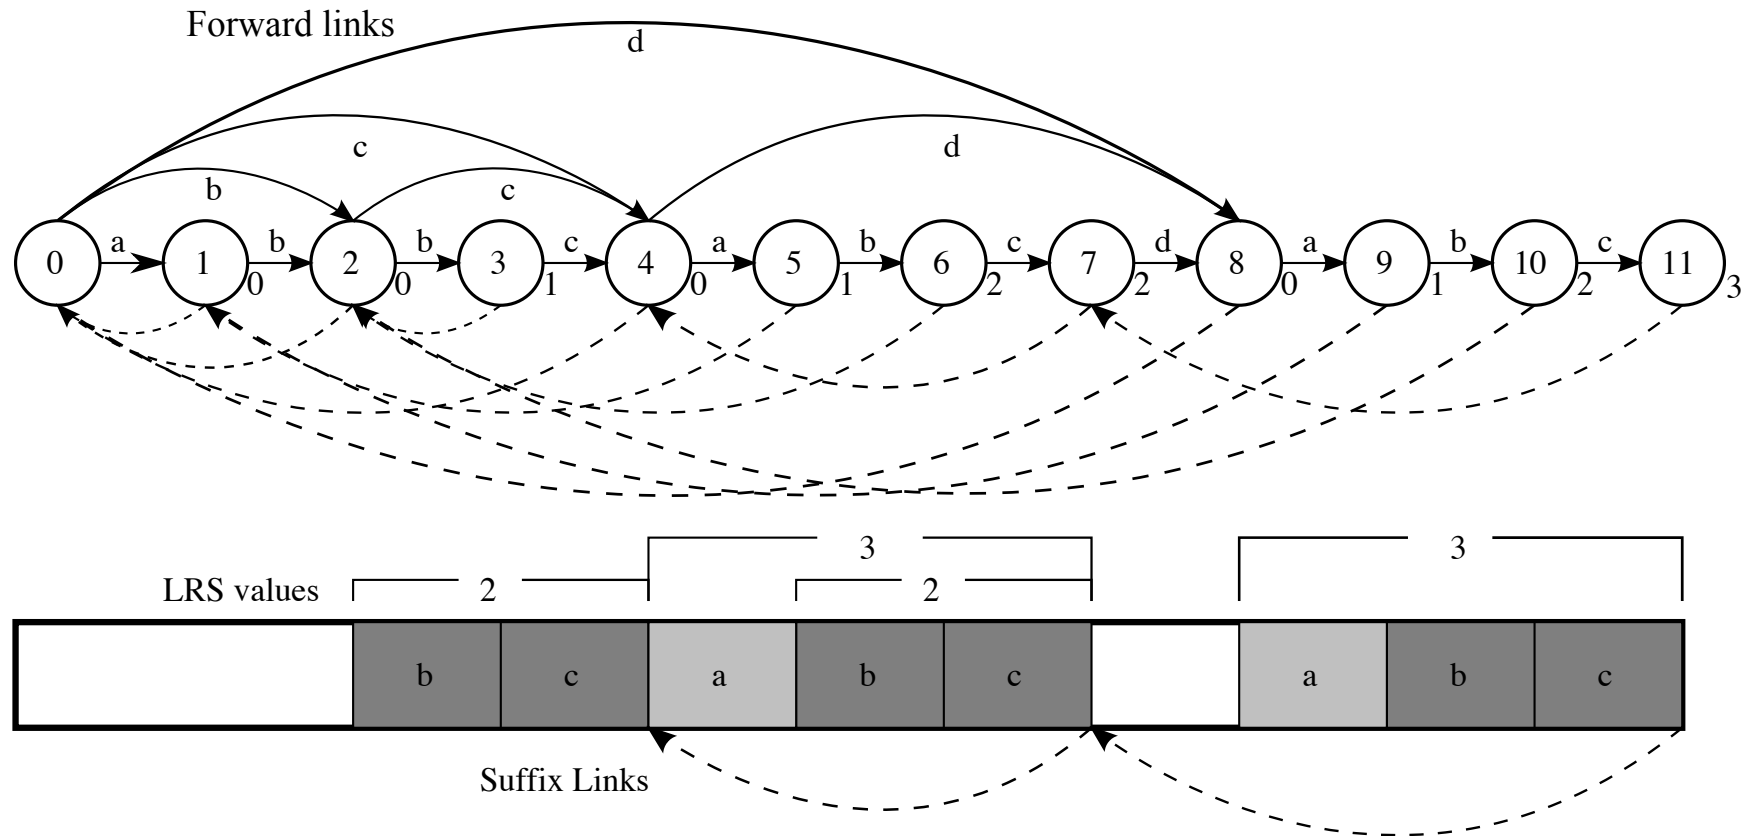 Forward links
d
c
d
b
c
a b b c a b c d a b c
0 1 2 3 4 5 6 7 8 9 10 11
0 0 1 0 1 2 2 0 1 2 3
3 3
LRS values 2 2
b c a b c a b c
Suffix Links